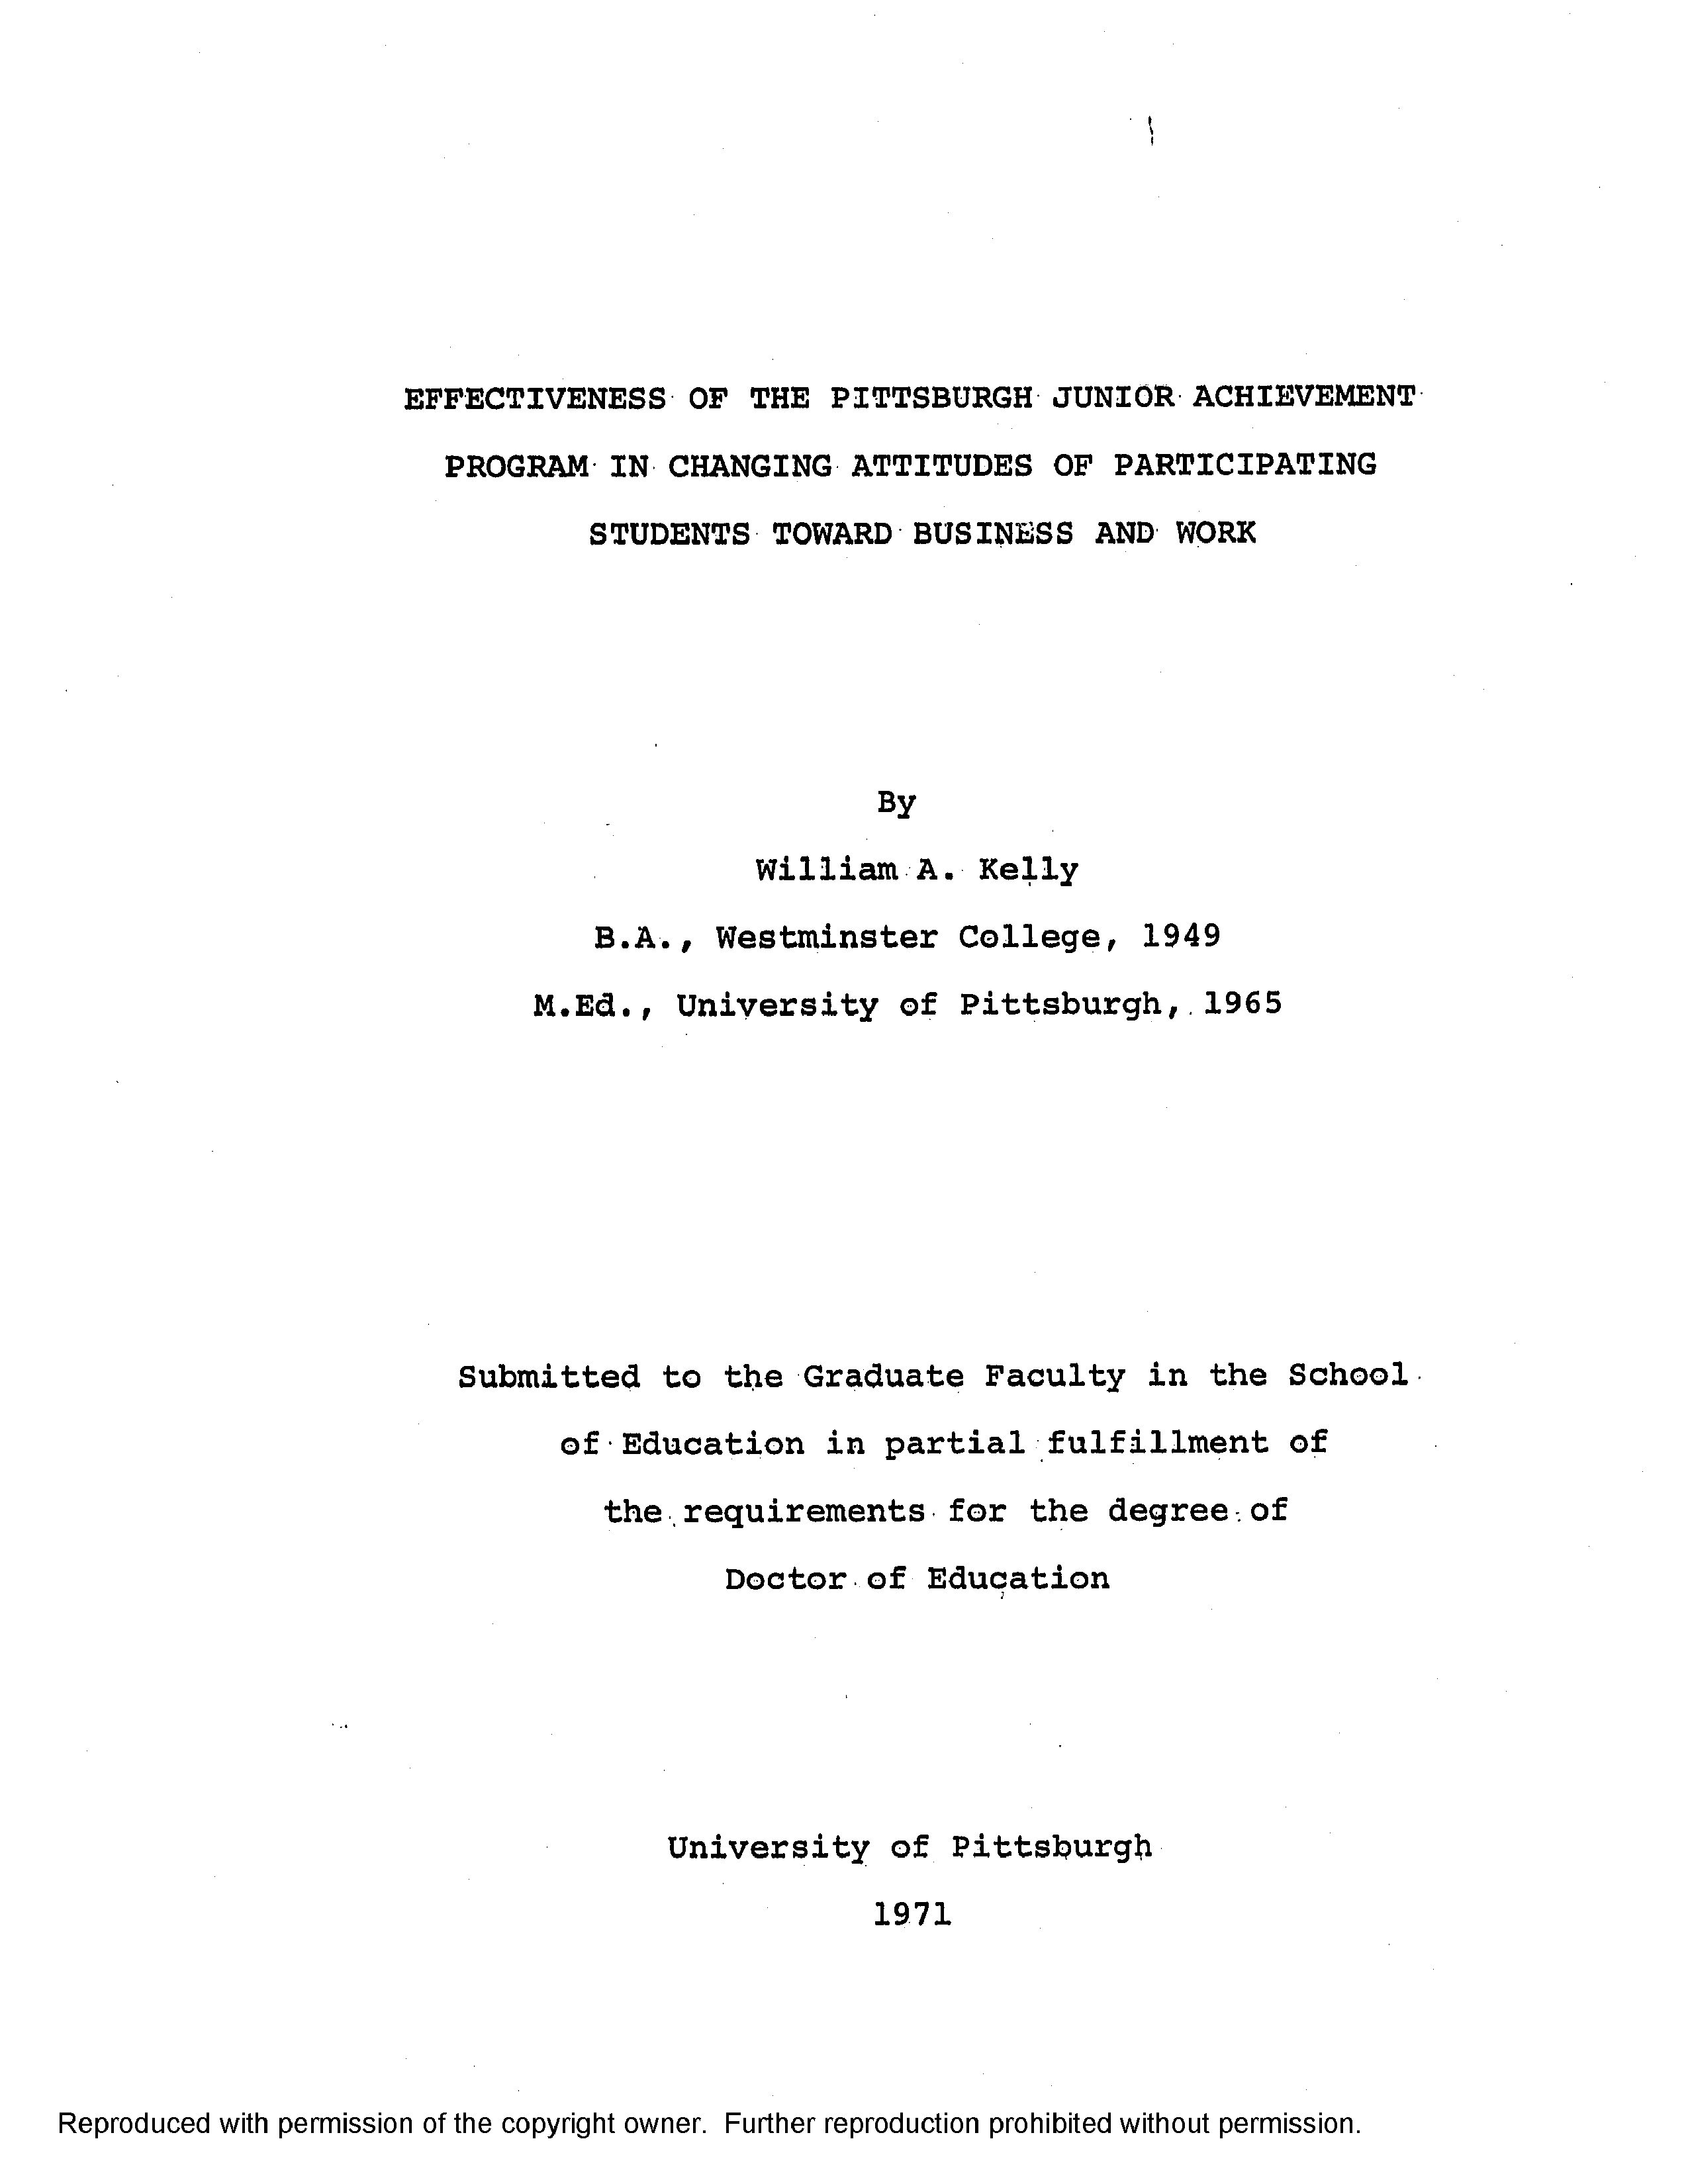 EFFECTIVENESS OF THE PITTSBURGH JUNIOR ACHIEVEMENT
PROGRAM IN CHANGING ATTITUDES OF PARTICIPATING
STUDENTS TOWARD BUSINESS AND WORK
By
William A. Kelly
B.A., Westminster College, 1949
M.Ed., University of Pittsburgh, 1965
Submitted to the Graduate Faculty in the School
of Education in partial fulfillment of
the requirements for the degree of
Doctor of Education
University of Pittsburgh
1971
Reproduced with permission of the copyright owner. Further reproduction prohibited without permission.